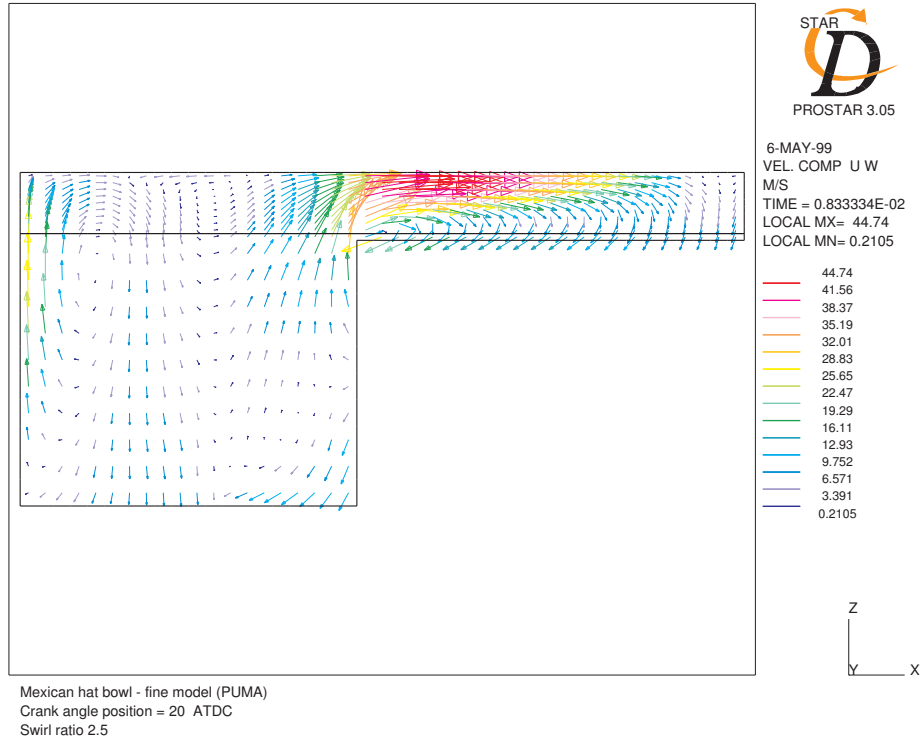 STAR
D
PROSTAR 3.05
6-MAY-99
VEL. COMP U W
M/S
TIME = 0.833334E-02
LOCAL MX= 44.74
LOCAL MN= 0.2105
44.74
41.56
38.37
35.19
32.01
28.83
25.65
22.47
19.29
16.11
12.93
9.752
6.571
3.391
0.2105
Z
Y X
Mexican hat bowl - fine model (PUMA)
Crank angle position = 20 ATDC
Swirl ratio 2.5